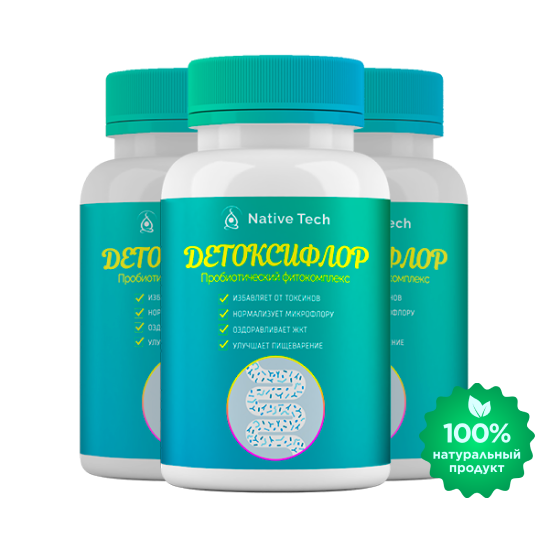 Native Tech
ДЕТОКСИФЛОР
Пробиотический фитокомплекс
ИЗБАВЛЯЕТ ОТ ТОКСИНОВ
НОРМАЛИЗУЕТ МИКРОФЛОРУ
ОЗДОРАВЛИВАЕТ ЖКТ
УЛУЧШАЕТ ПИЩЕВАРЕНИЕ
100%
натуральный
продукт